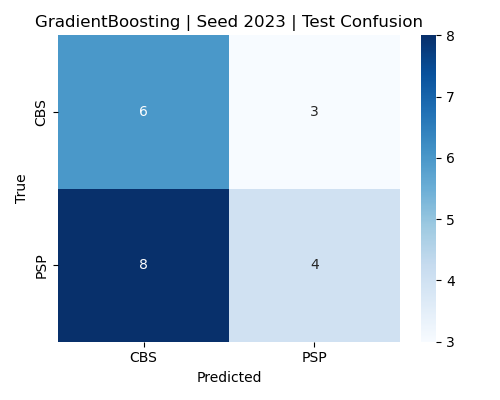 GradientBoosting | Seed 2023 | Test Confusion
True
CBS
6
3
PSP
8
4
CBS
PSP
Predicted
8
7
6
5
4
3